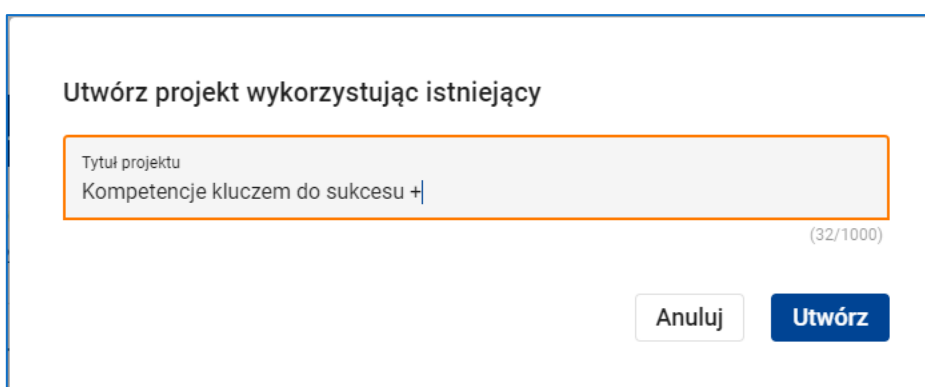 Utwórz projekt wykorzystując istniejący
Tytuł projektu
Kompetencje kluczem do sukcesu +
(32/1000)
Anuluj Utwórz